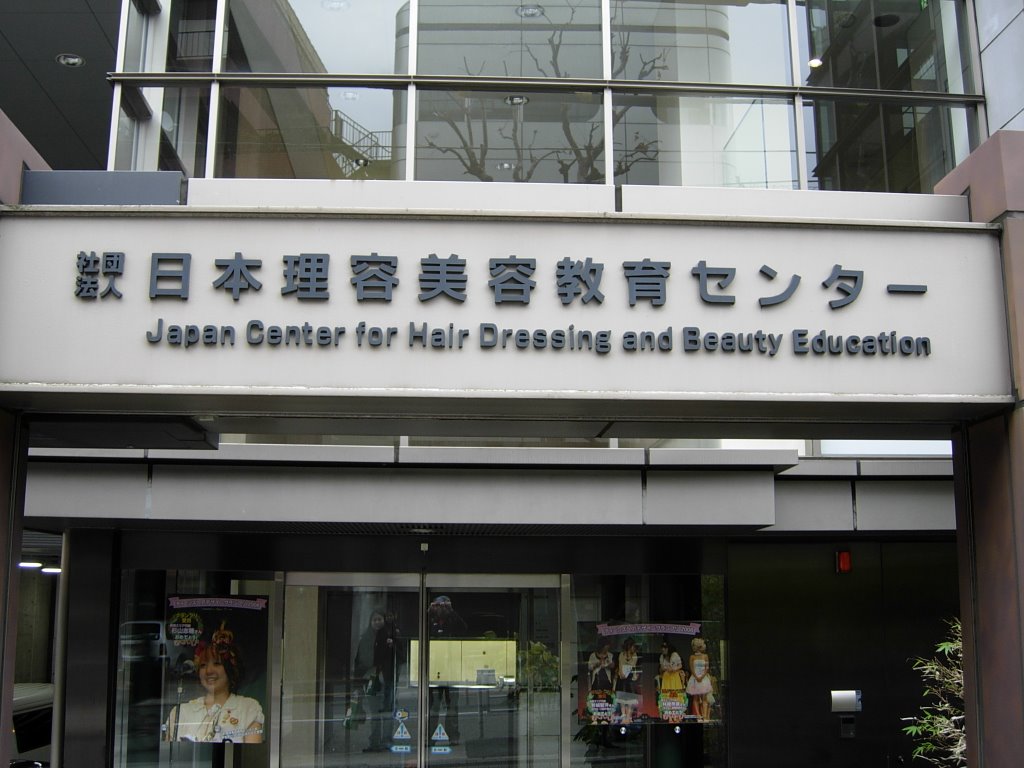 社団法人 日本理容美容教育センター
Japan Center for Hair Dressing and Beauty Education